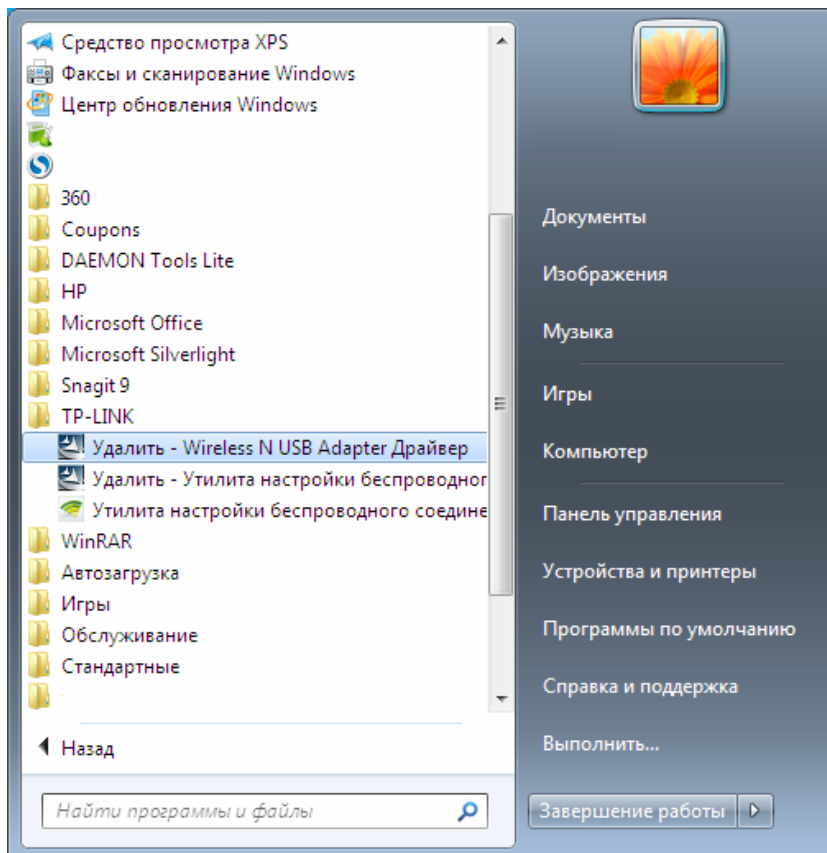 Средство просмотра XPS
Факсы и сканирование Windows
Центр обновления Windows
360
Coupons
DAEMON Tools Lite
HP
Microsoft Office
Microsoft Silverlight
Snagit 9
TP-LINK
Удалить - Wireless N USB Adapter Драйвер
Удалить - Утилита настройки беспроводног
Утилита настройки беспроводного соедине
WinRAR
Автозагрузка
Игры
Обслуживание
Стандартные
Назад
Найти программы и файлы
Документы
Изображения
Музыка
Игры
Компьютер
Панель управления
Устройства и принтеры
Программы по умолчанию
Справка и поддержка
Выполнить...
Завершение работы